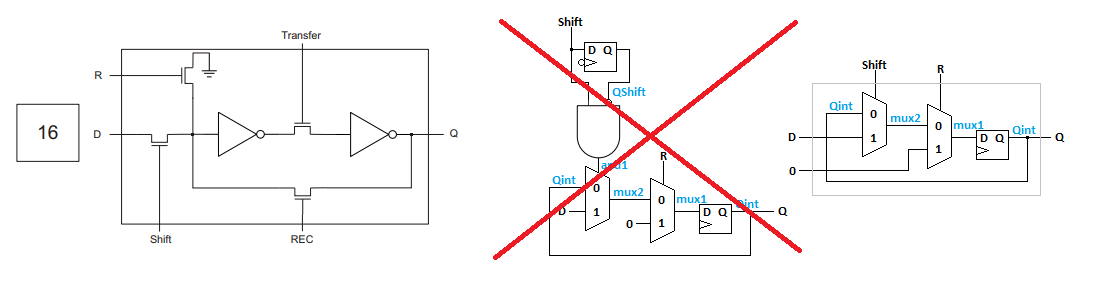 16
Transfer
R
D
Q
Shift
REC
Shift
D Q
QShift
and1
Qint
0
mux2
D
1
R
0
mux1
0
1
D Q
Qint
Q
Shift
R
Qint
0
mux2
0
mux1
Qint
D
1
D Q
Q
1
0